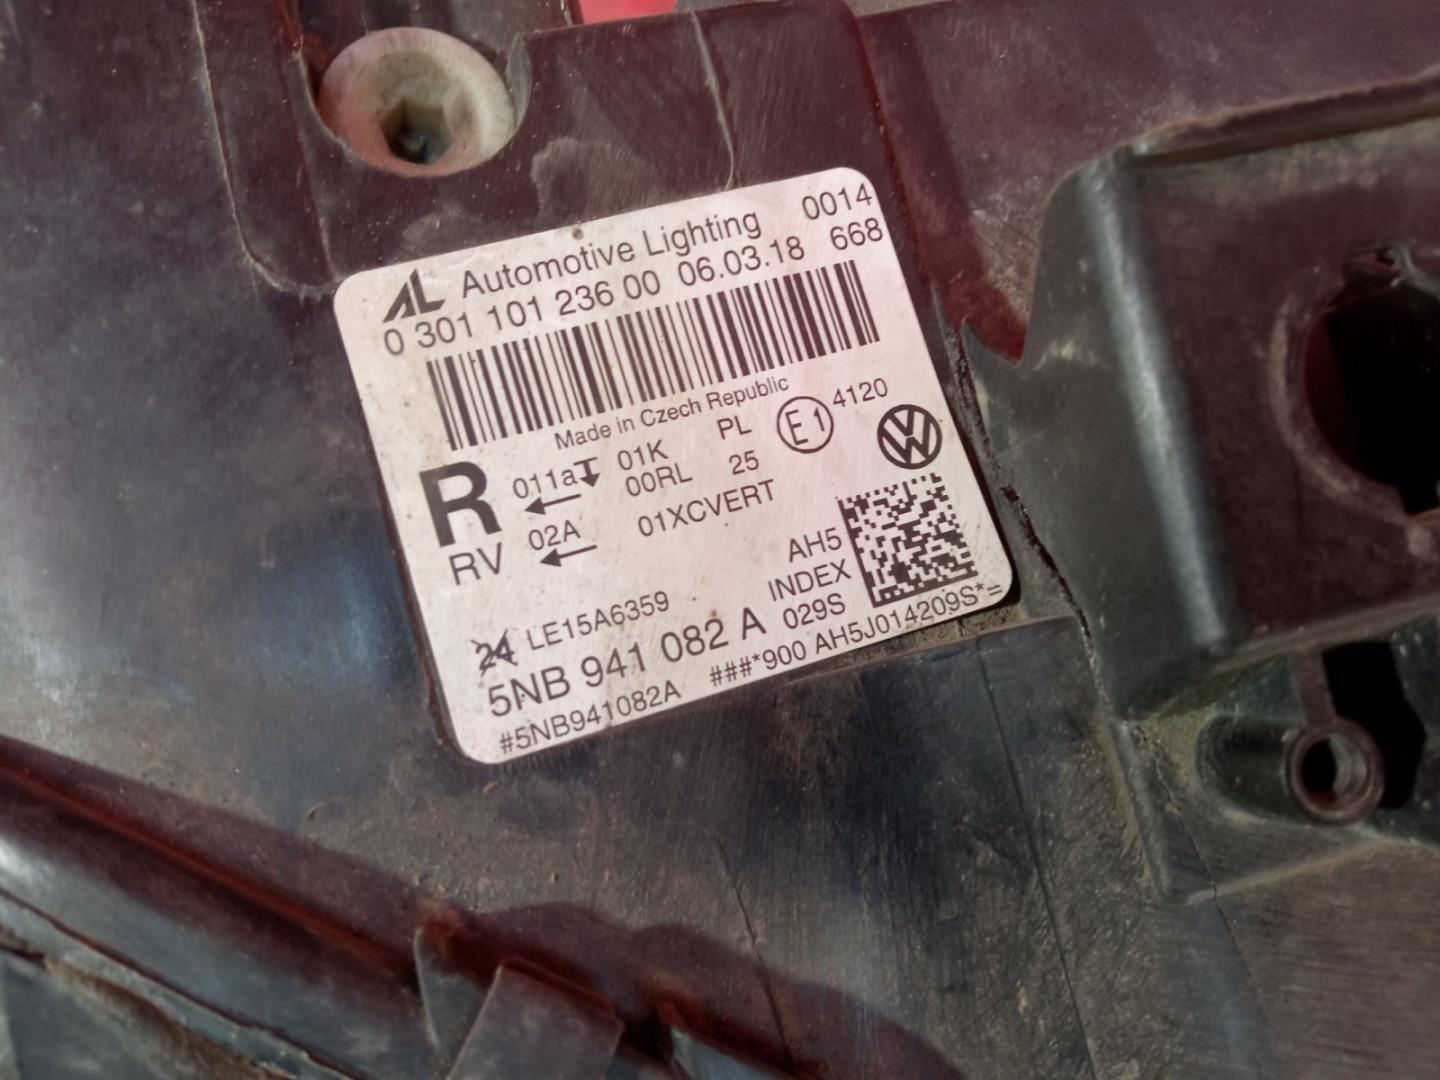 AL Automotive Lighting 0014
0 301 101 236 00 06.03.18 668
Made in Czech Republic
R 011a 01K PL E1 4120
00RL 25
RV 02A 01XCVERT
AH5
INDEX
24 LE15A6359
5NB 941 082 A 029S
#5NB941082A ###*900 AH5J014209S*=